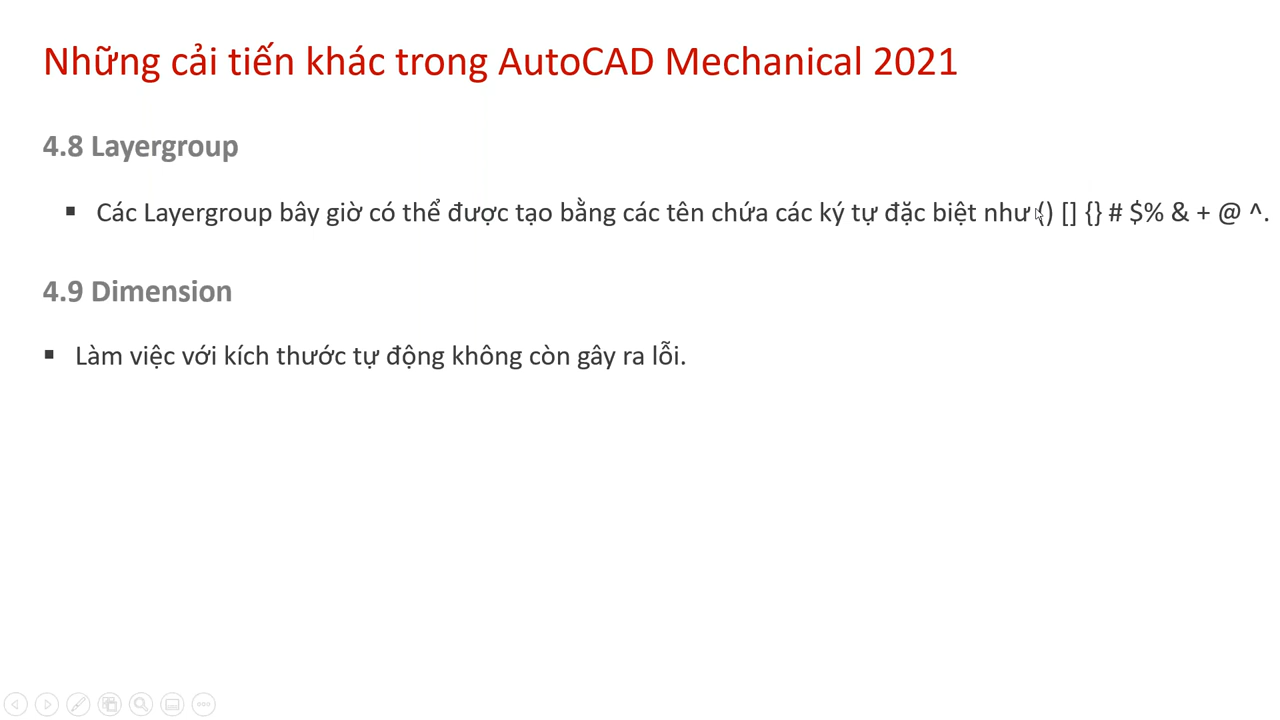 Những cải tiến khác trong AutoCAD Mechanical 2021
4.8 Layergroup
▪ Các Layergroup bây giờ có thể được tạo bằng các tên chứa các ký tự đặc biệt như () [] {} # $% & + @ ^.
4.9 Dimension
▪ Làm việc với kích thước tự động không còn gây ra lỗi.